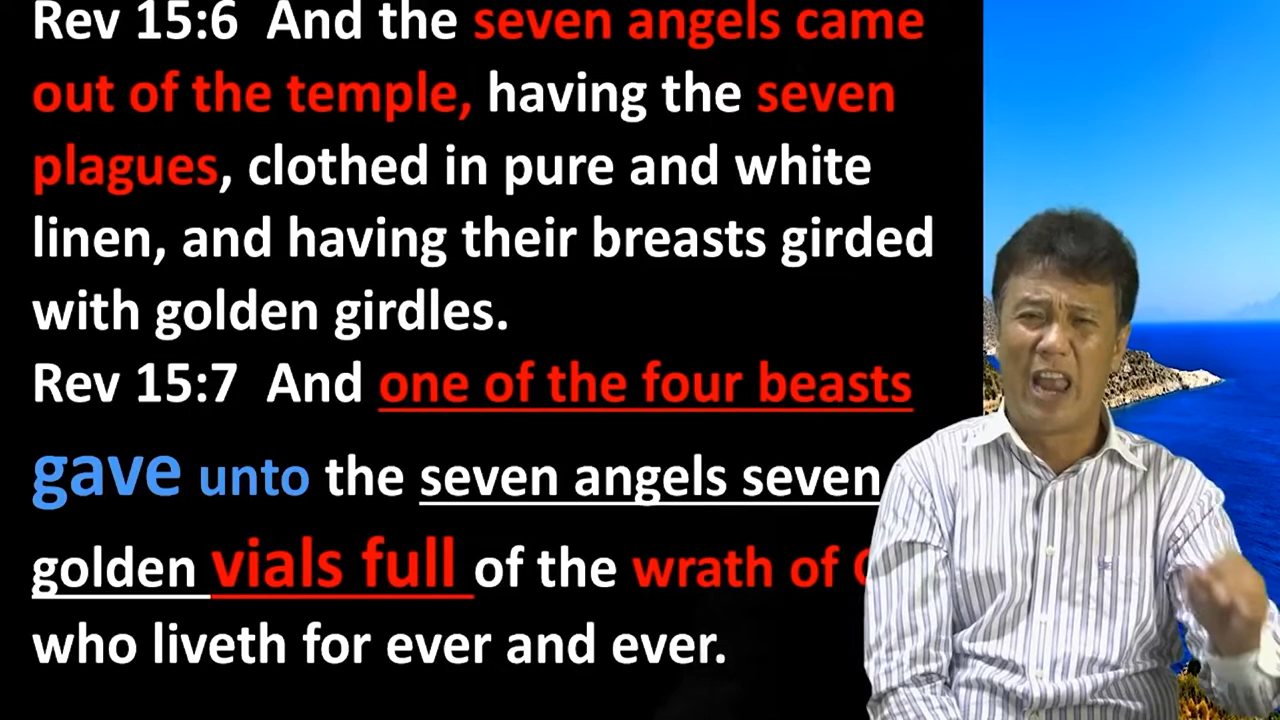 Rev 15:6 And the seven angels came
out of the temple, having the seven
plagues, clothed in pure and white
linen, and having their breasts girded
with golden girdles.
Rev 15:7 And one of the four beasts
gave unto the seven angels seven
golden vials full of the wrath of
who liveth for ever and ever.